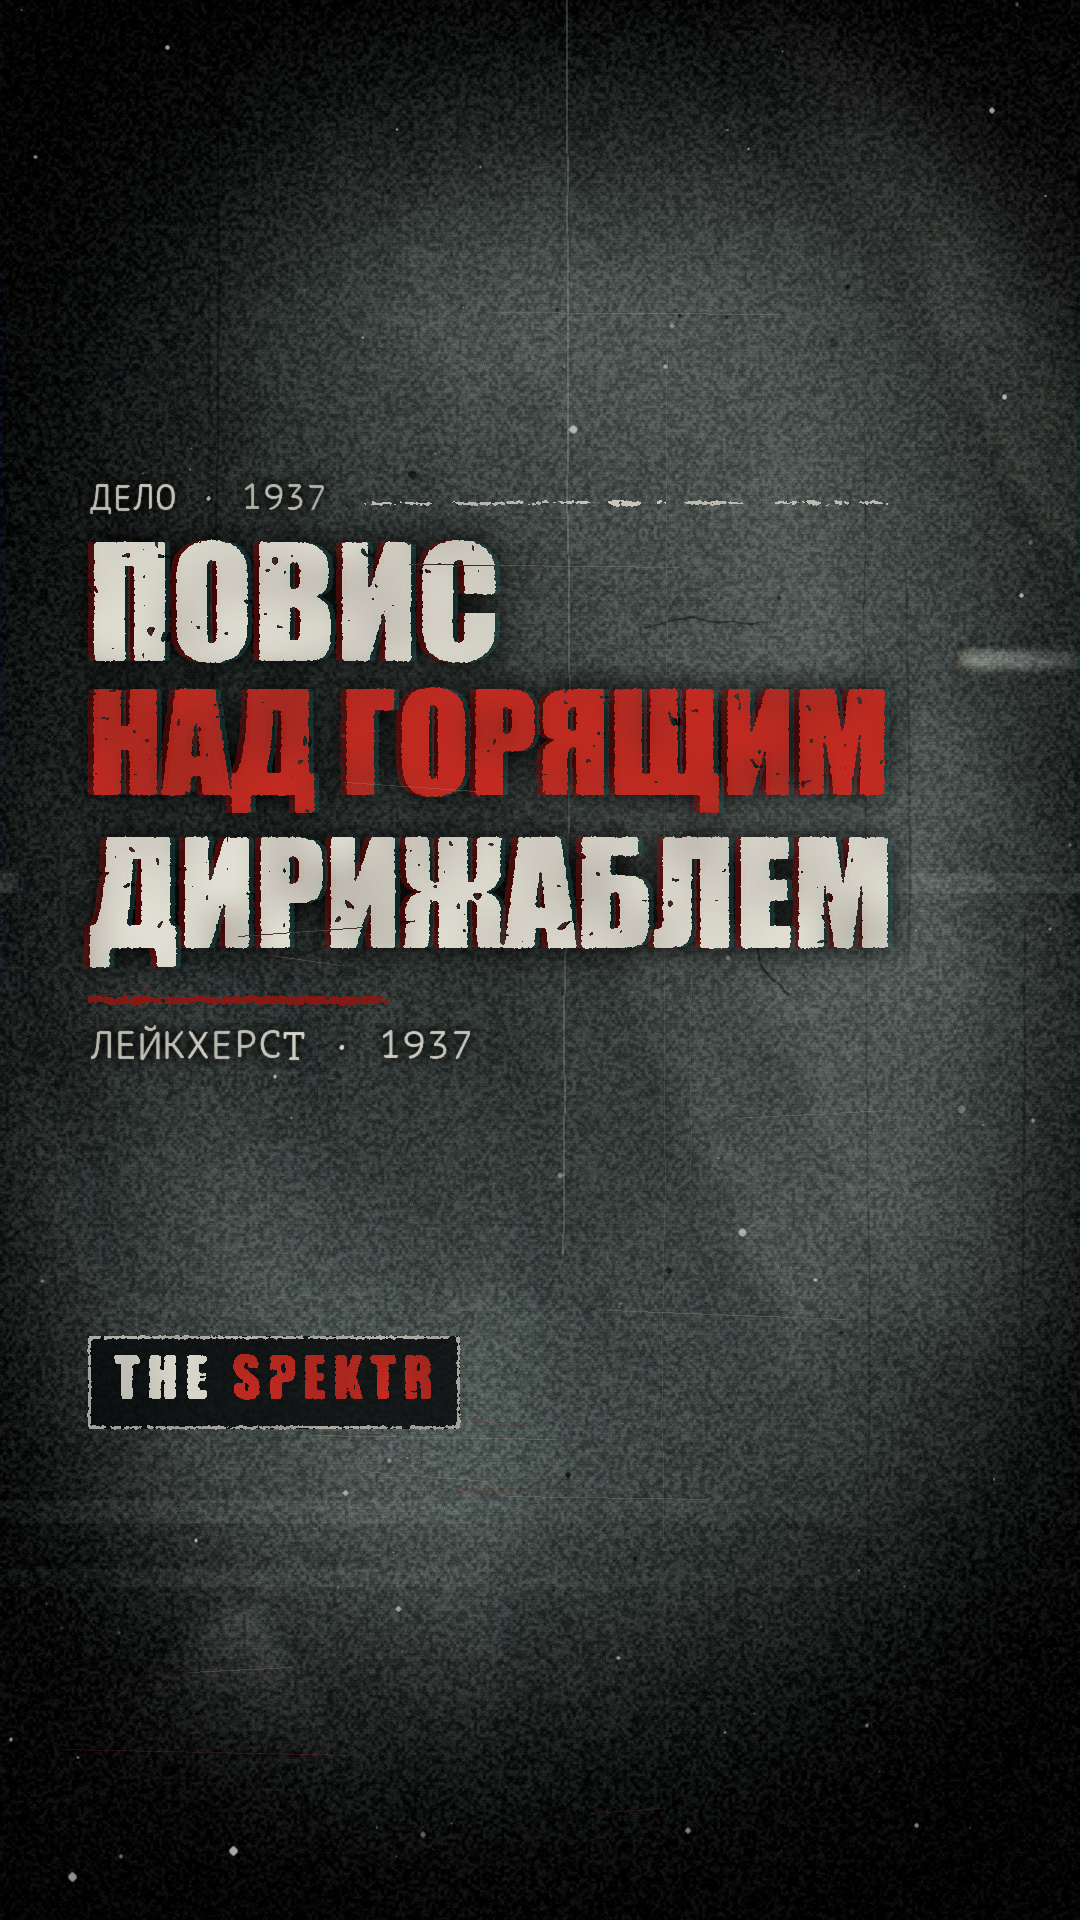 ДЕЛО · 1937
ПОВИС
НАД ГОРЯЩИМ
ДИРИЖАБЛЕМ
ЛЕЙКХЕРСТ · 1937
THE SPEKTR